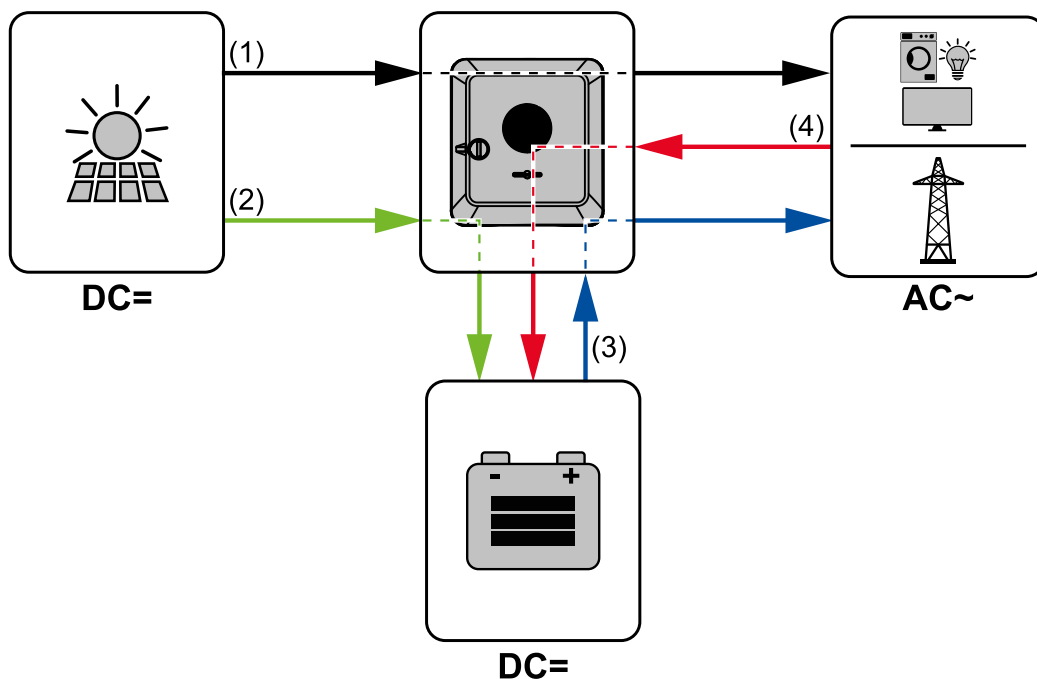 (1)
(4)
(2)
DC=
AC~
(3)
- +
DC=